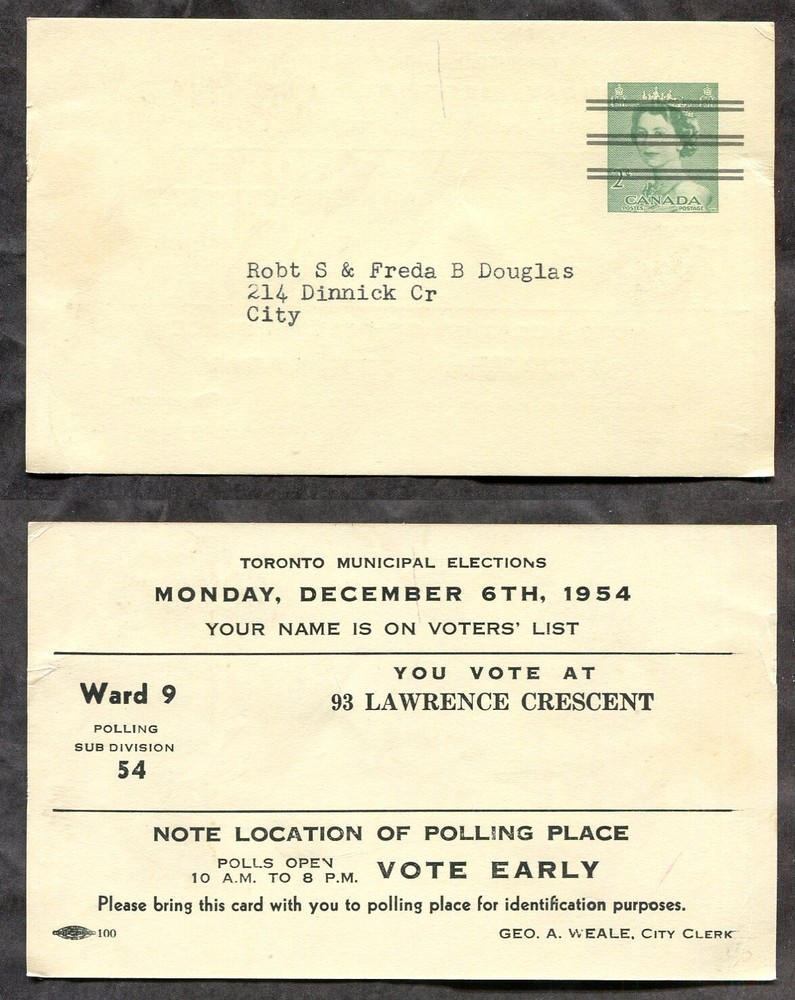 2¢
CANADA
POSTES POSTAGE
Robt S & Freda B Douglas
214 Dinnick Cr
City
TORONTO MUNICIPAL ELECTIONS
MONDAY, DECEMBER 6TH, 1954
YOUR NAME IS ON VOTERS' LIST
Ward 9
POLLING
SUB DIVISION
54
YOU VOTE AT
93 LAWRENCE CRESCENT
NOTE LOCATION OF POLLING PLACE
POLLS OPEN
10 A.M. TO 8 P.M.
VOTE EARLY
Please bring this card with you to polling place for identification purposes.
100
GEO. A. WEALE, CITY CLERK